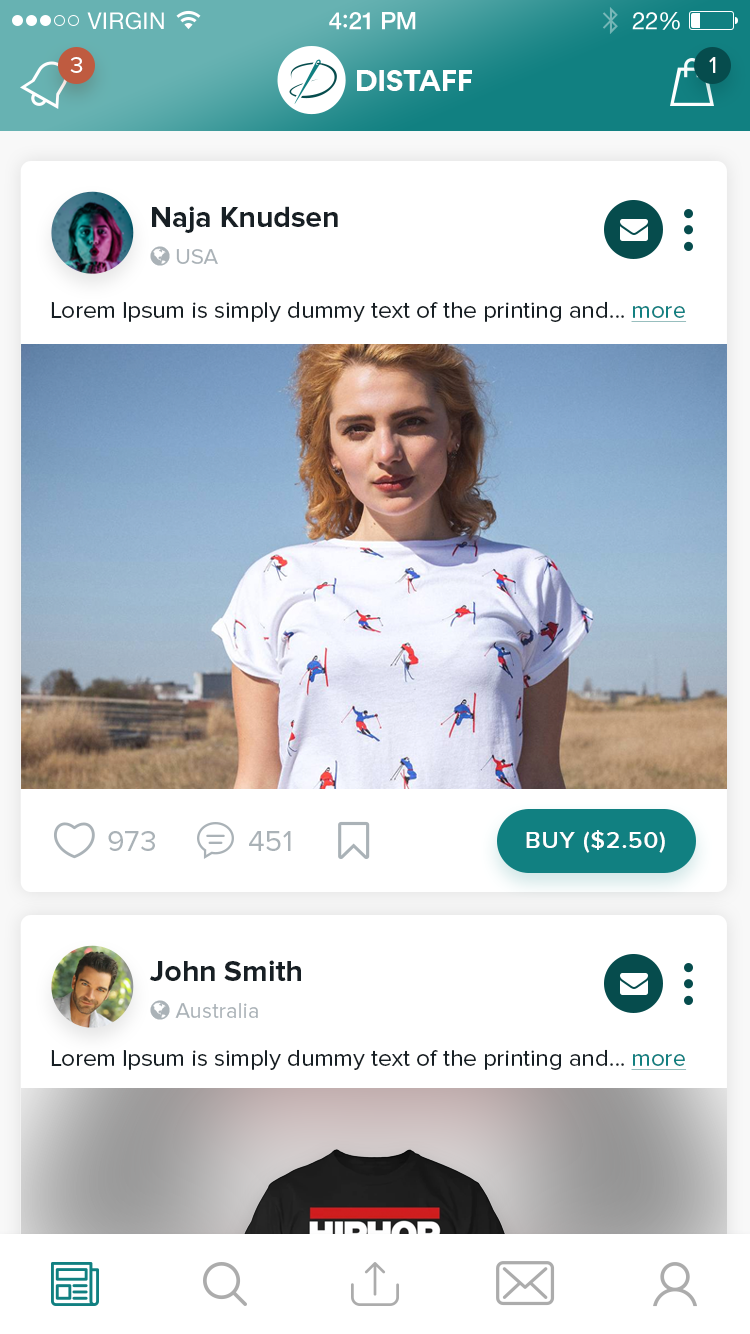 VIRGIN 4:21 PM 22%
3 DISTAFF 1
Naja Knudsen
USA
Lorem Ipsum is simply dummy text of the printing and... more
973 451 BUY ($2.50)
John Smith
Australia
Lorem Ipsum is simply dummy text of the printing and... more
HIPHOP